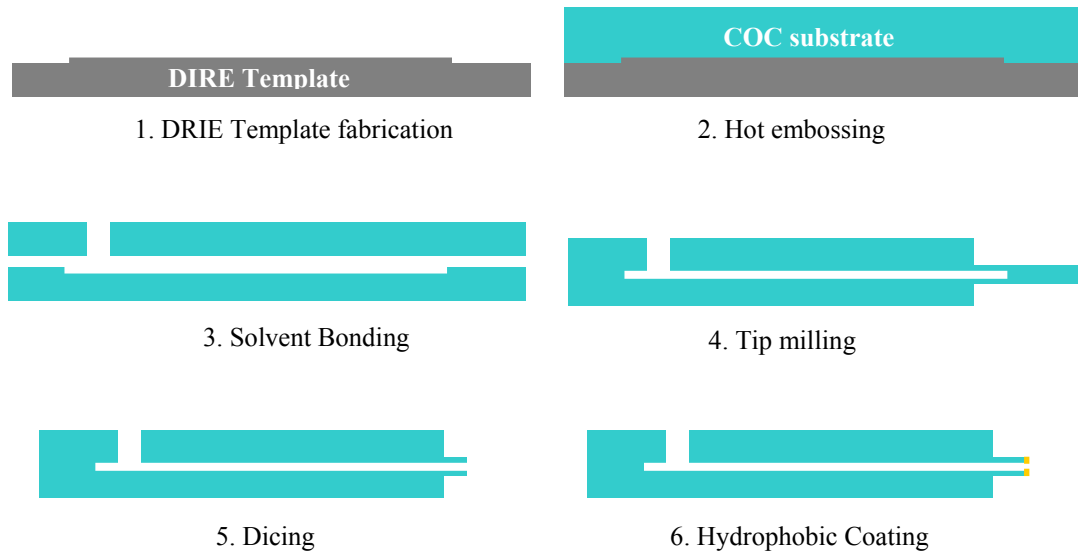 DIRE Template
COC substrate
1. DRIE Template fabrication
2. Hot embossing
3. Solvent Bonding
4. Tip milling
5. Dicing
6. Hydrophobic Coating